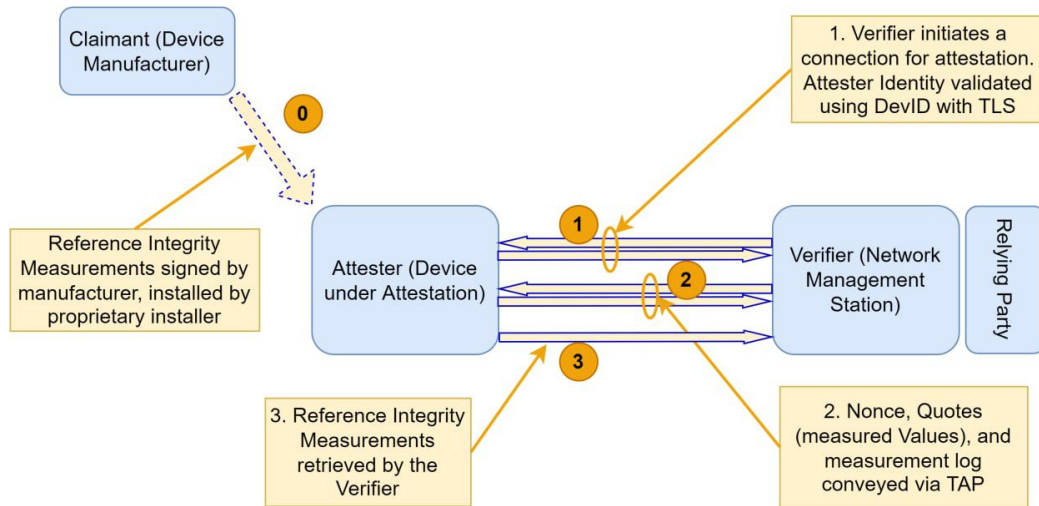 Claimant (Device
Manufacturer)
0
1. Verifier initiates a
connection for attestation.
Attester Identity validated
using DevID with TLS
Reference Integrity
Measurements signed by
manufacturer, installed by
proprietary installer
Attester (Device
under Attestation)
1
2
3
Verifier (Network
Management
Station)
Relying Party
3. Reference Integrity
Measurements
retrieved by the
Verifier
2. Nonce, Quotes
(measured Values), and
measurement log
conveyed via TAP